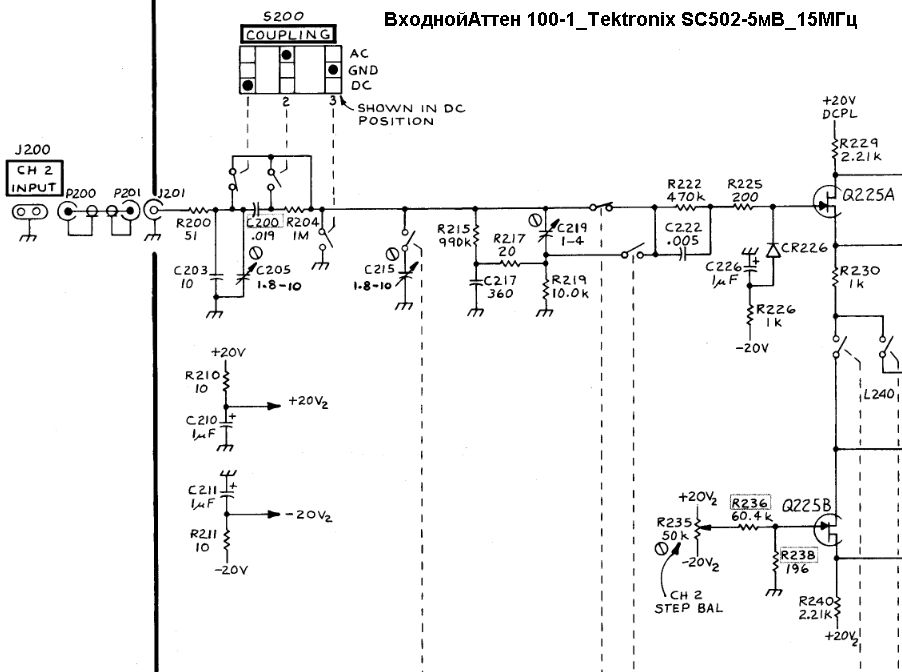 ВходнойАттен 100-1_Tektronix SC502-5мВ_15МГц
S200
COUPLING
AC
GND
DC
2
3
SHOWN IN DC
POSITION
+20V
DCPL
R229
2.21K
J200
CH 2
INPUT
P200
P201
J201
R200
51
C200
.019
R204
1M
C203
10
C205
1.8-10
C215
1.8-10
R215
990K
R217
20
C217
360
C219
1-4
R219
10.0K
R222
470K
C222
.005
R225
200
Q225A
CR226
C226
1µF
+
R226
1K
-20V
R230
1K
L240
+20V
R210
10
+20V2
C210
1µF
+
C211
1µF
+
-20V2
R211
10
-20V
+20V2
R235
50K
-20V2
R236
60.4K
Q225B
R238
196
CH 2
STEP BAL
R240
2.21K
+20V2